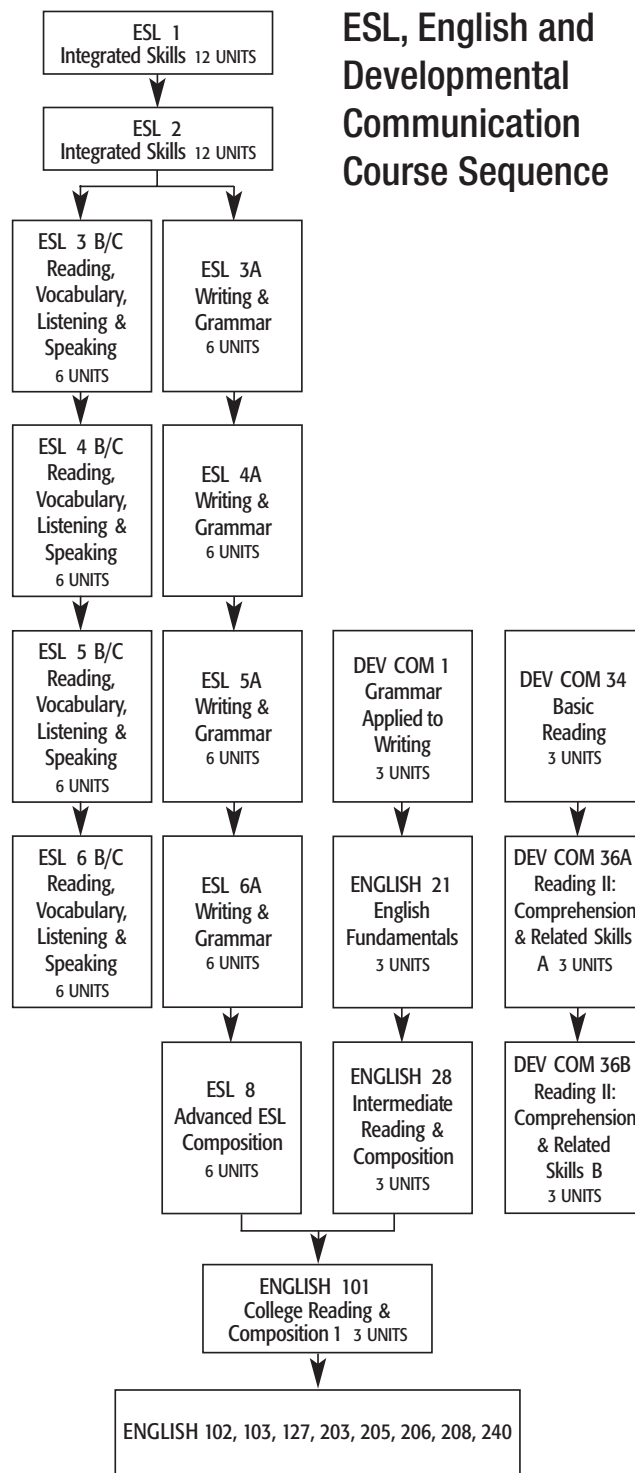 ESL, English and
Developmental
Communication
Course Sequence
ESL 1
Integrated Skills 12 UNITS
ESL 2
Integrated Skills 12 UNITS
ESL 3 B/C
Reading,
Vocabulary,
Listening &
Speaking
6 UNITS
ESL 3A
Writing &
Grammar
6 UNITS
ESL 4 B/C
Reading,
Vocabulary,
Listening &
Speaking
6 UNITS
ESL 4A
Writing &
Grammar
6 UNITS
ESL 5 B/C
Reading,
Vocabulary,
Listening &
Speaking
6 UNITS
ESL 5A
Writing &
Grammar
6 UNITS
DEV COM 1
Grammar
Applied to
Writing
3 UNITS
DEV COM 34
Basic
Reading
3 UNITS
ESL 6 B/C
Reading,
Vocabulary,
Listening &
Speaking
6 UNITS
ESL 6A
Writing &
Grammar
6 UNITS
ENGLISH 21
English
Fundamentals
3 UNITS
DEV COM 36A
Reading II:
Comprehension
& Related Skills
A 3 UNITS
ESL 8
Advanced ESL
Composition
6 UNITS
ENGLISH 28
Intermediate
Reading &
Composition
3 UNITS
DEV COM 36B
Reading II:
Comprehension
& Related
Skills B
3 UNITS
ENGLISH 101
College Reading &
Composition 1 3 UNITS
ENGLISH 102, 103, 127, 203, 205, 206, 208, 240